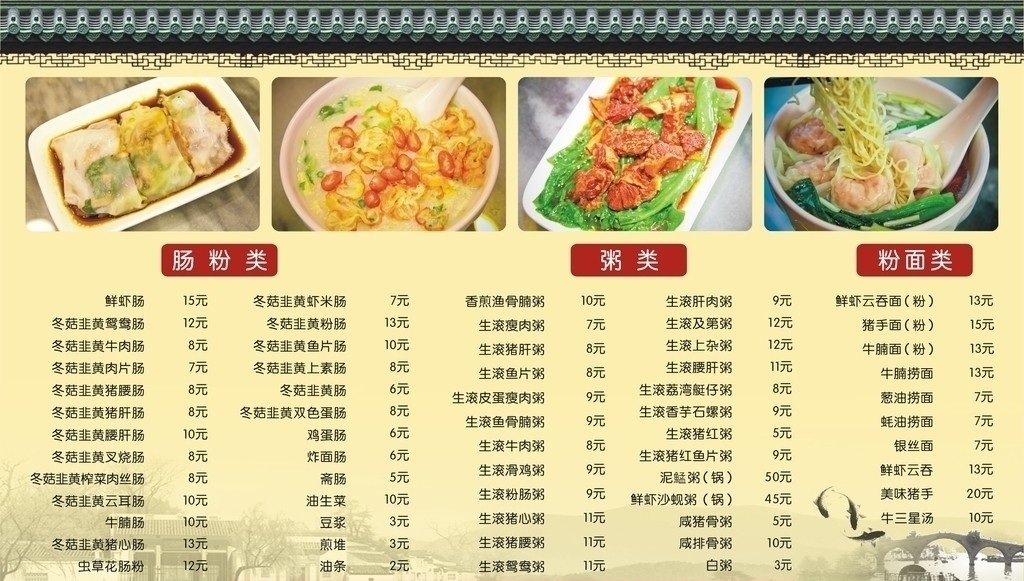 肠粉类
鲜虾肠 15元
冬菇韭黄鸳鸯肠 12元
冬菇韭黄牛肉肠 8元
冬菇韭黄肉片肠 7元
冬菇韭黄猪腰肠 8元
冬菇韭黄猪肝肠 8元
冬菇韭黄腰肝肠 10元
冬菇韭黄叉烧肠 8元
冬菇韭黄榨菜肉丝肠 8元
冬菇韭黄云耳肠 10元
牛腩肠 10元
冬菇韭黄猪心肠 13元
虫草花肠粉 12元
冬菇韭黄虾米肠 7元
冬菇韭黄粉肠 13元
冬菇韭黄鱼片肠 10元
冬菇韭黄上素肠 8元
冬菇韭黄肠 6元
冬菇韭黄双色蛋肠 8元
鸡蛋肠 6元
炸面肠 6元
斋肠 5元
油生菜 10元
豆浆 3元
煎堆 3元
油条 2元
粥类
香煎渔骨腩粥 10元
生滚瘦肉粥 7元
生滚猪肝粥 8元
生滚鱼片粥 8元
生滚皮蛋瘦肉粥 9元
生滚鱼骨腩粥 9元
生滚牛肉粥 8元
生滚滑鸡粥 9元
生滚粉肠粥 9元
生滚猪心粥 11元
生滚猪腰粥 11元
生滚鸳鸯粥 11元
生滚肝肉粥 9元
生滚及第粥 12元
生滚上杂粥 12元
生滚腰肝粥 11元
生滚荔湾艇仔粥 8元
生滚香芋石螺粥 9元
生滚猪红粥 5元
生滚猪红鱼片粥 9元
泥鯭粥(锅) 50元
鲜虾沙蚬粥(锅) 45元
咸猪骨粥 5元
咸排骨粥 10元
白粥 3元
粉面类
鲜虾云吞面(粉) 13元
猪手面(粉) 15元
牛腩面(粉) 13元
牛腩捞面 13元
葱油捞面 7元
蚝油捞面 7元
银丝面 7元
鲜虾云吞 13元
美味猪手 20元
牛三星汤 10元